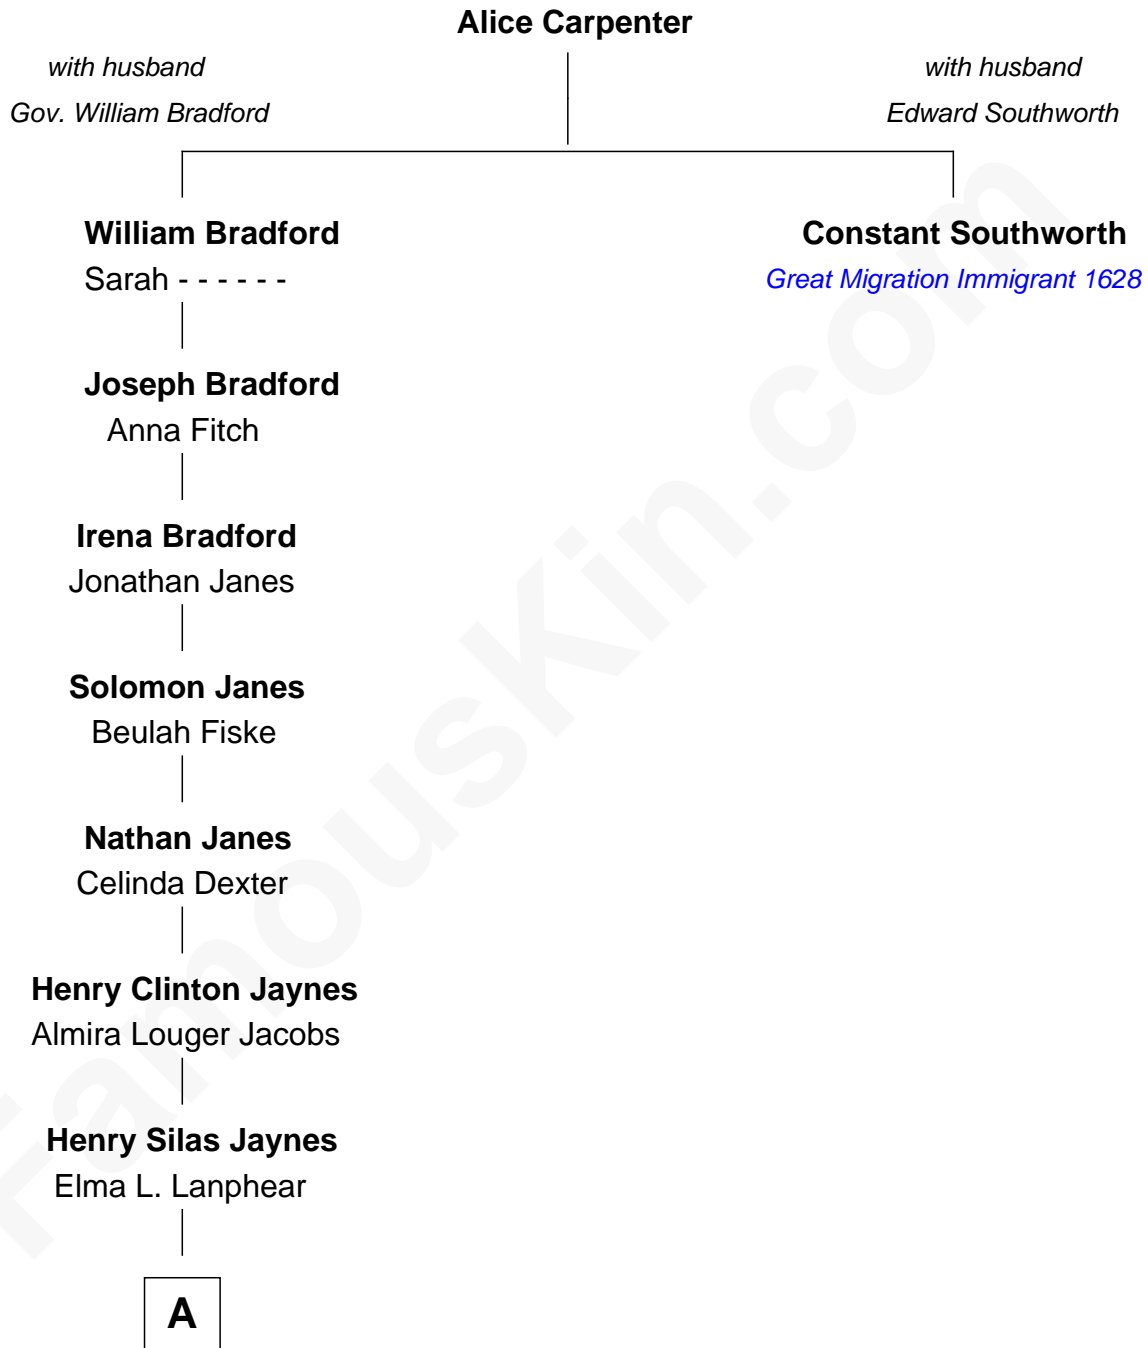 Alice Carpenter
with husband
Gov. William Bradford
with husband
Edward Southworth
William Bradford
Sarah - - - - - -
Constant Southworth
Great Migration Immigrant 1628
Joseph Bradford
Anna Fitch
Irena Bradford
Jonathan Janes
Solomon Janes
Beulah Fiske
Nathan Janes
Celinda Dexter
Henry Clinton Jaynes
Almira Louger Jacobs
Henry Silas Jaynes
Elma L. Lanphear
A
FamousKin.com